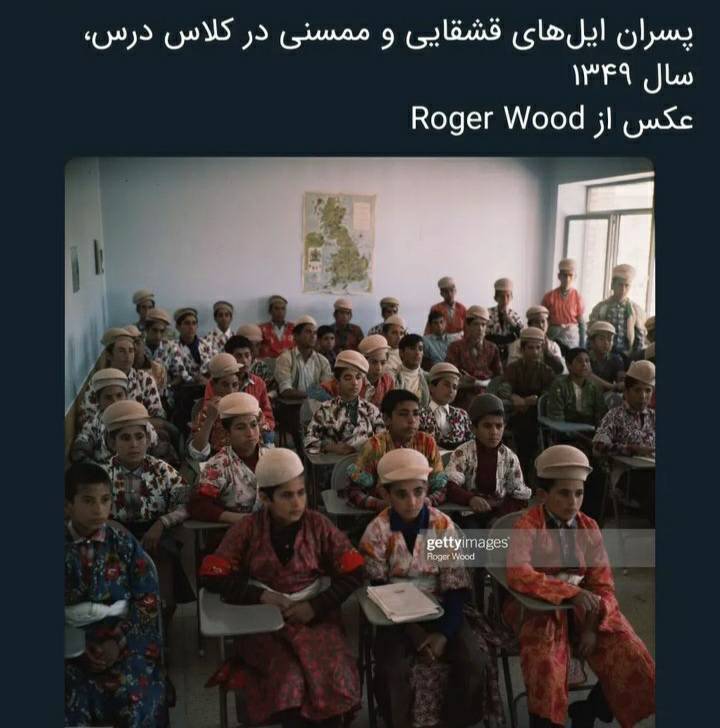 پسران ایل‌های قشقایی و ممسنی در کلاس درس،
سال ۱۳۴۹
عکس از Roger Wood
gettyimages
Roger Wood